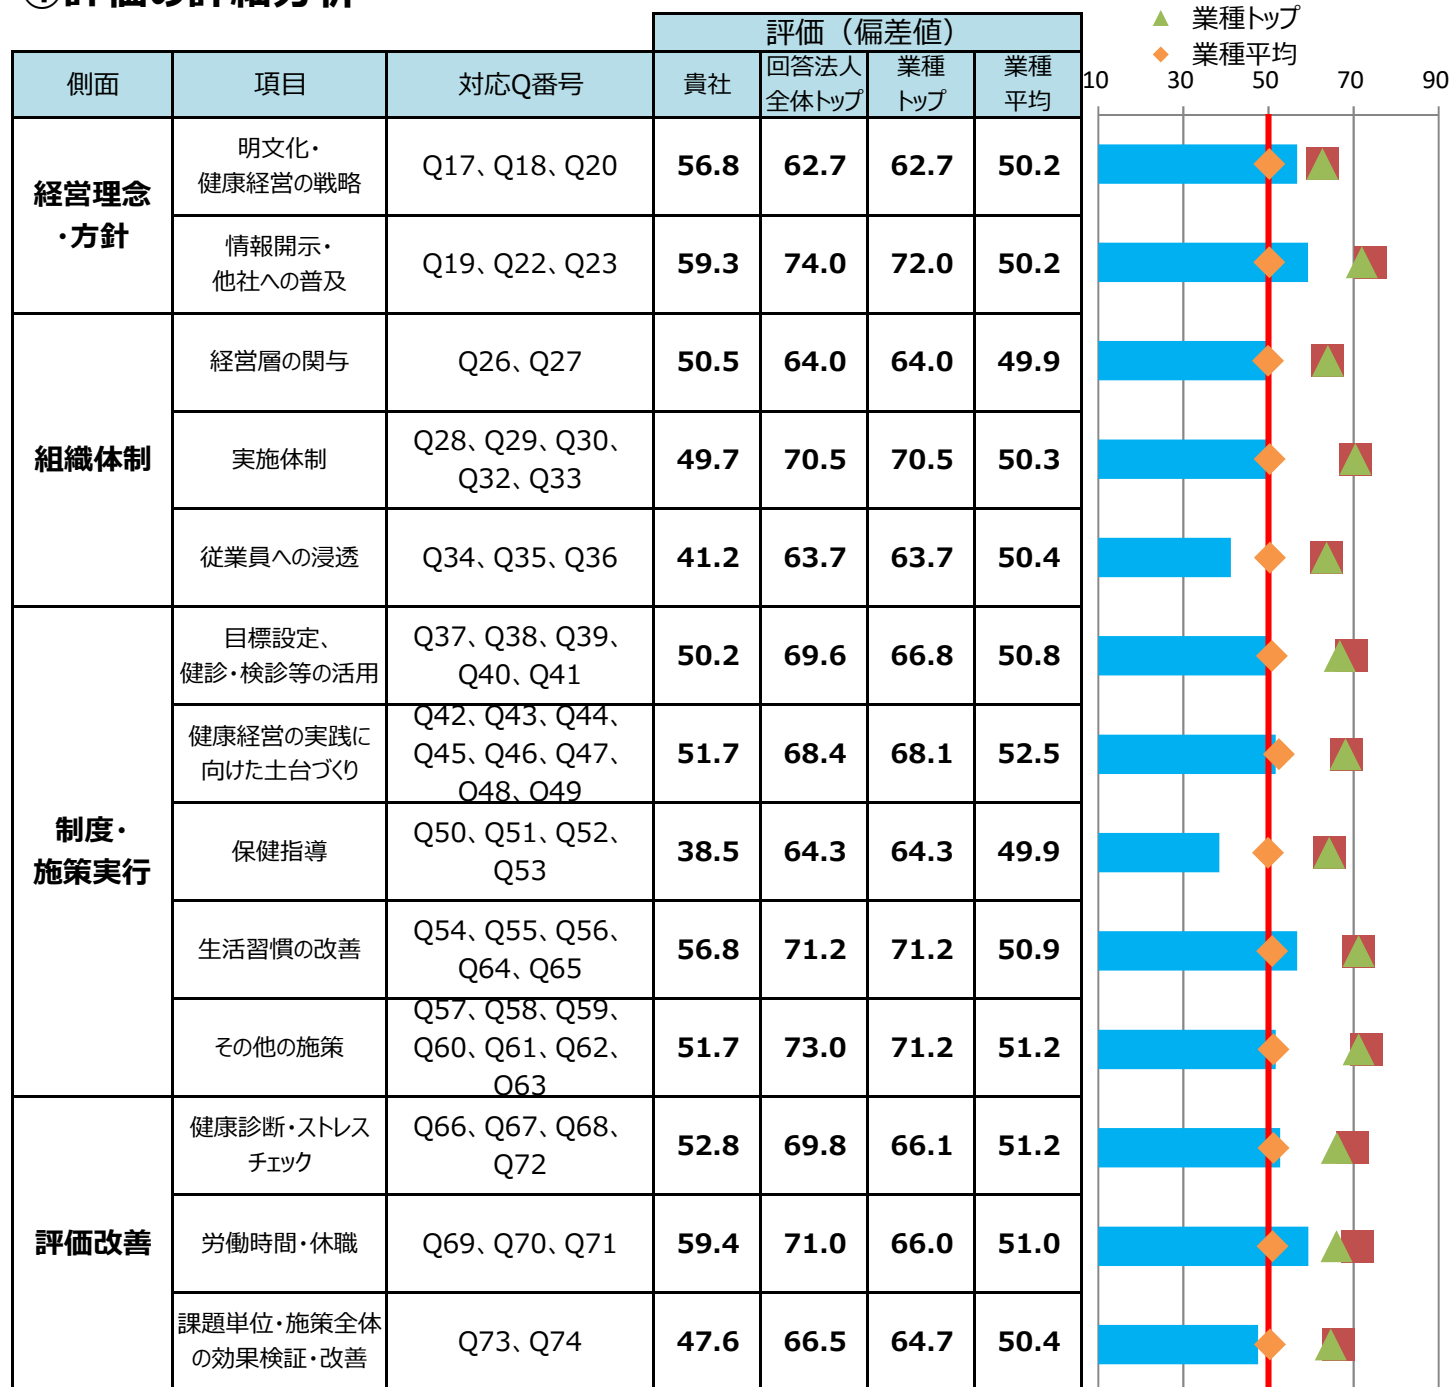 ①評価の詳細分析
業種トップ
業種平均
評価（偏差値）
側面 項目 対応Q番号 貴社 回答法人全体トップ 業種トップ 業種平均
10 30 50 70 90
経営理念・方針
明文化・
健康経営の戦略
Q17、Q18、Q20
56.8 62.7 62.7 50.2
情報開示・
他社への普及
Q19、Q22、Q23
59.3 74.0 72.0 50.2
組織体制
経営層の関与
Q26、Q27
50.5 64.0 64.0 49.9
実施体制
Q28、Q29、Q30、
Q32、Q33
49.7 70.5 70.5 50.3
従業員への浸透
Q34、Q35、Q36
41.2 63.7 63.7 50.4
制度・
施策実行
目標設定、
健診・検診等の活用
Q37、Q38、Q39、
Q40、Q41
50.2 69.6 66.8 50.8
健康経営の実践に
向けた土台づくり
Q42、Q43、Q44、
Q45、Q46、Q47、
Q48、Q49
51.7 68.4 68.1 52.5
保健指導
Q50、Q51、Q52、
Q53
38.5 64.3 64.3 49.9
生活習慣の改善
Q54、Q55、Q56、
Q64、Q65
56.8 71.2 71.2 50.9
その他の施策
Q57、Q58、Q59、
Q60、Q61、Q62、
Q63
51.7 73.0 71.2 51.2
評価改善
健康診断・ストレス
チェック
Q66、Q67、Q68、
Q72
52.8 69.8 66.1 51.2
労働時間・休職
Q69、Q70、Q71
59.4 71.0 66.0 51.0
課題単位・施策全体
の効果検証・改善
Q73、Q74
47.6 66.5 64.7 50.4